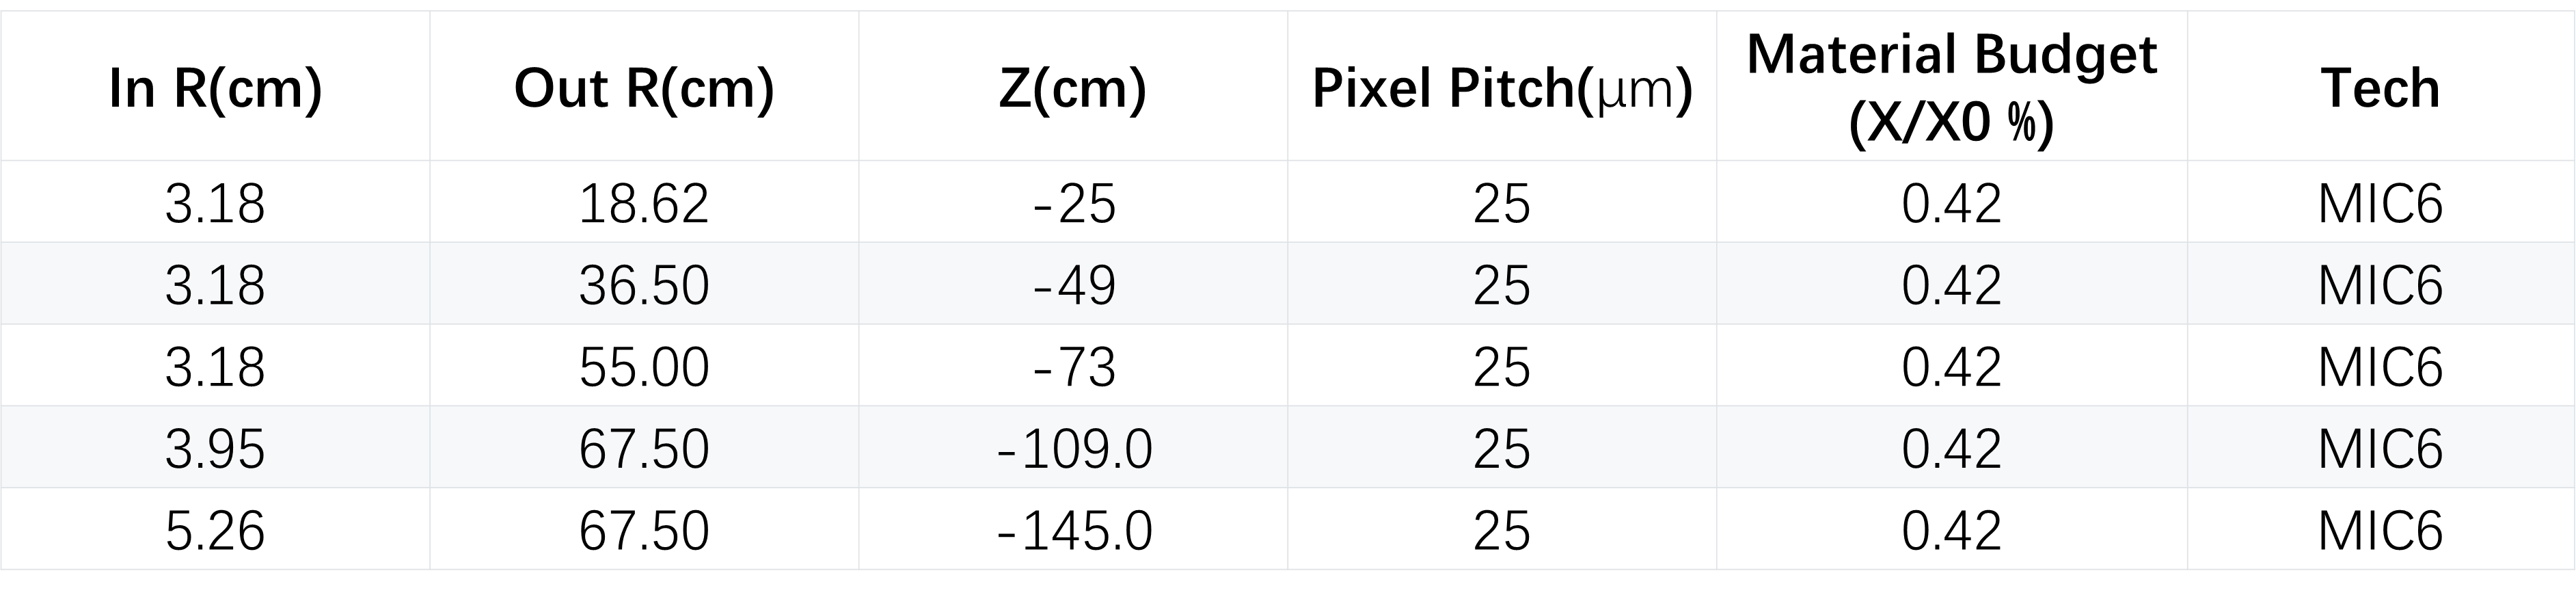 In R(cm) Out R(cm) Z(cm) Pixel Pitch(μm) Material Budget (X/X0 %) Tech
3.18 18.62 -25 25 0.42 MIC6
3.18 36.50 -49 25 0.42 MIC6
3.18 55.00 -73 25 0.42 MIC6
3.95 67.50 -109.0 25 0.42 MIC6
5.26 67.50 -145.0 25 0.42 MIC6